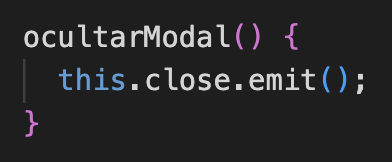 ocultarModal() {
  this.close.emit();
}